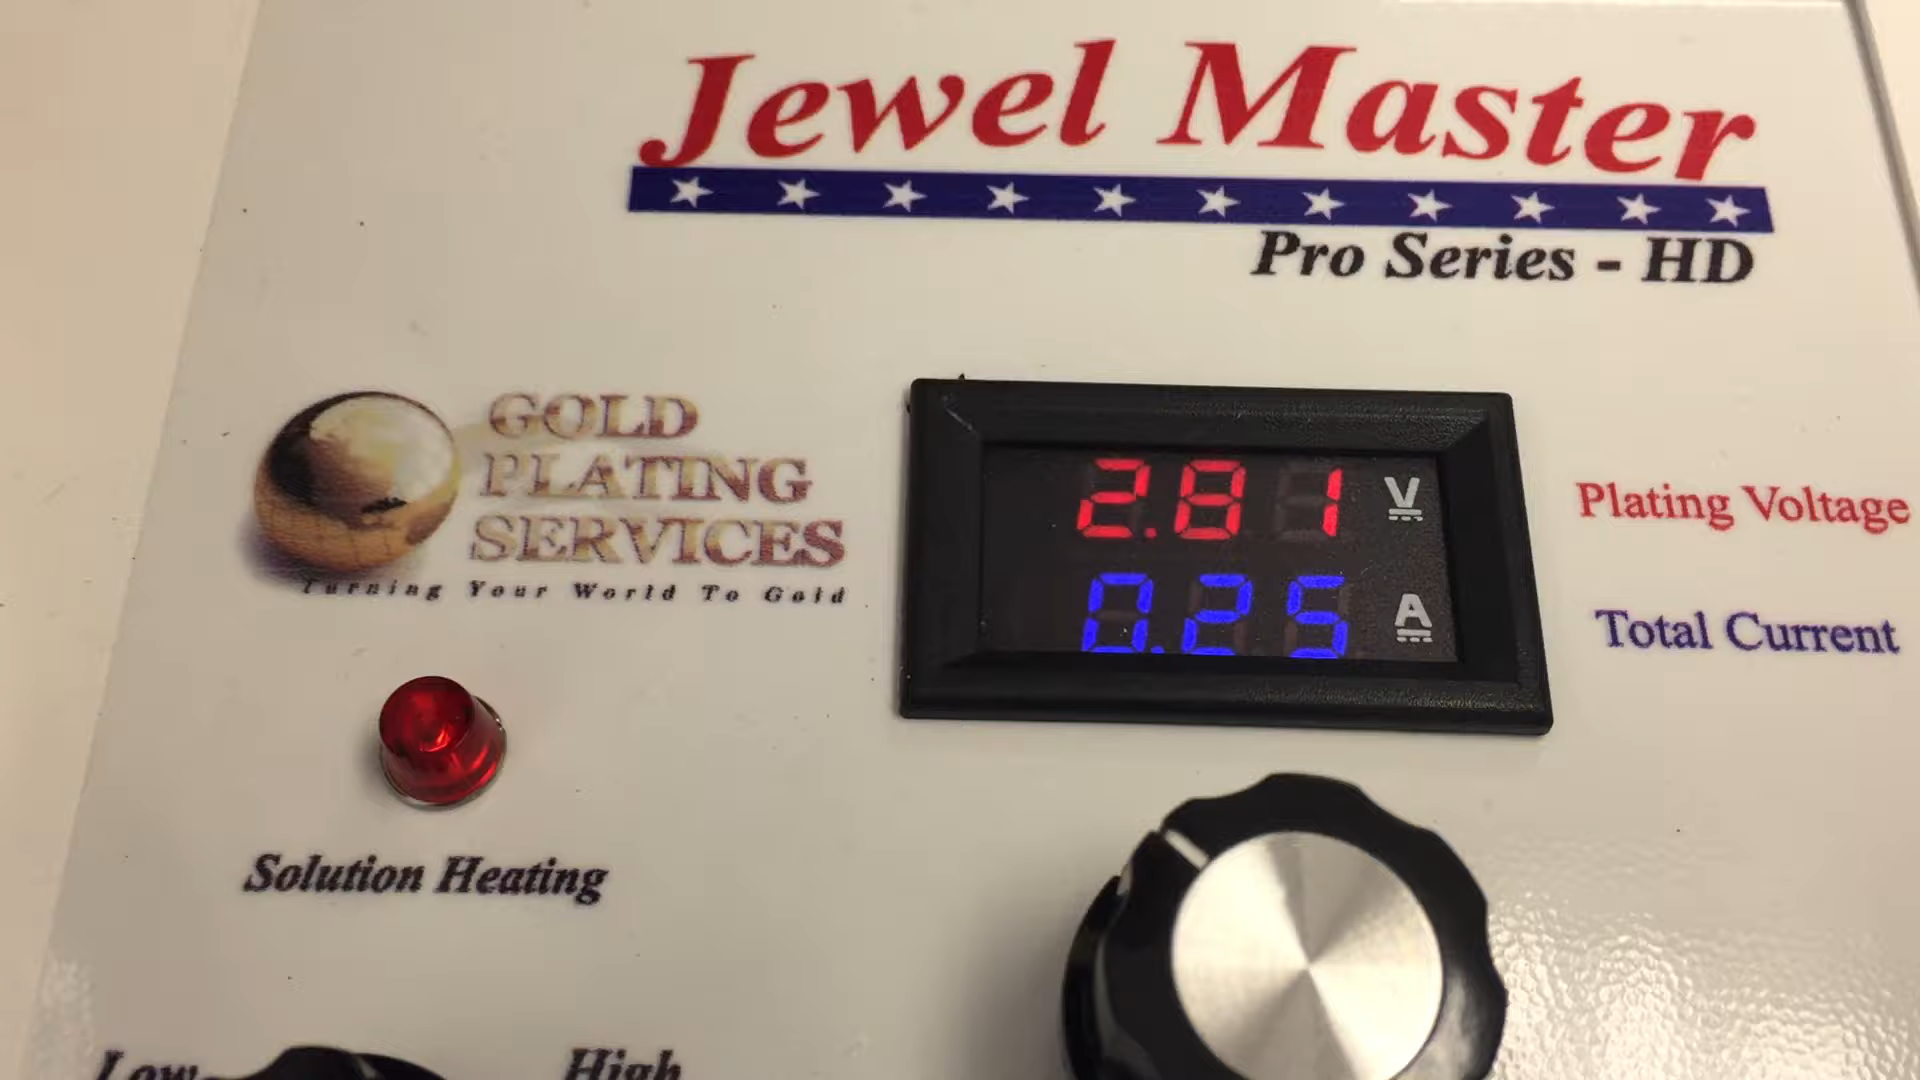 Jewel Master
Pro Series - HD
GOLD
PLATING
SERVICES
Turning Your World To Gold
2.81 V
Plating Voltage
0.25 A
Total Current
Solution Heating
Low
High